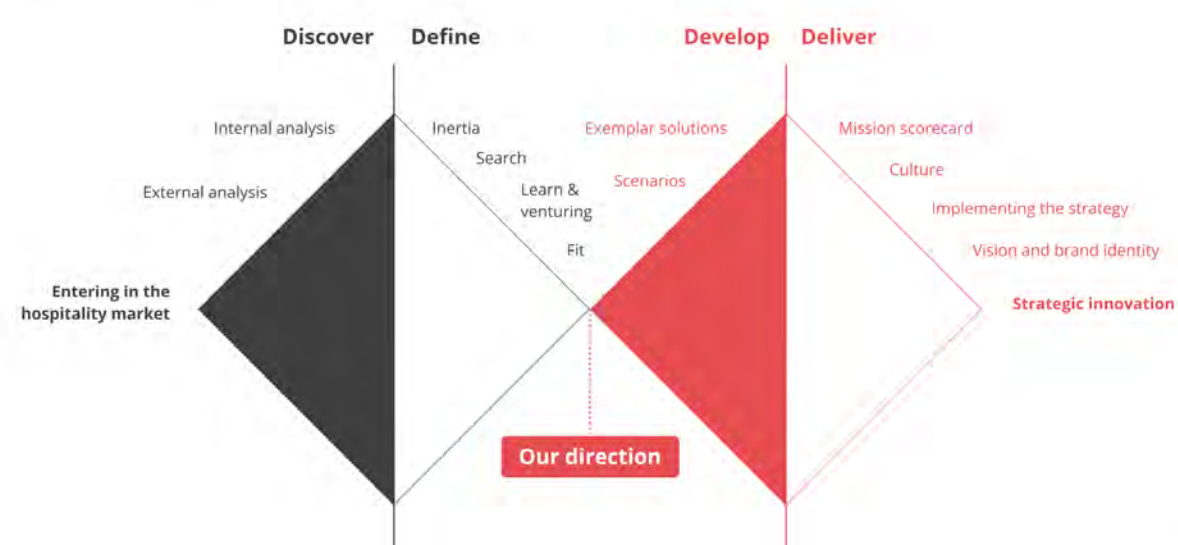 Discover Define Develop Deliver
Internal analysis Inertia Exemplar solutions Mission scorecard
Search
Culture
Scenarios
External analysis Learn &
venturing
Implementing the strategy
Fit Vision and brand identity
Entering in the
hospitality market
Strategic innovation
Our direction